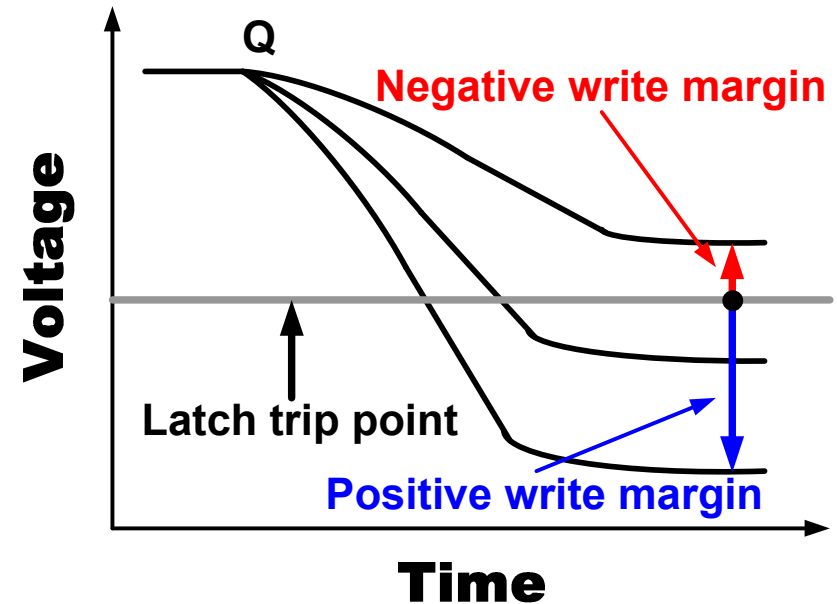 Q
Negative write margin
Voltage
Latch trip point
Positive write margin
Time